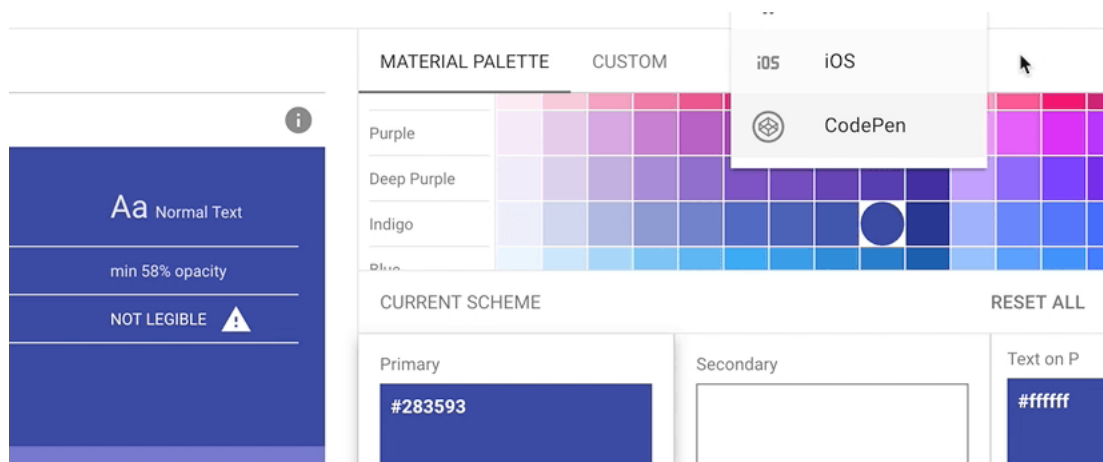 MATERIAL PALETTE
CUSTOM
iOS
iOS
CodePen
Purple
Deep Purple
Indigo
Blue
Aa Normal Text
min 58% opacity
NOT LEGIBLE
CURRENT SCHEME
RESET ALL
Primary
#283593
Secondary
Text on P
#ffffff